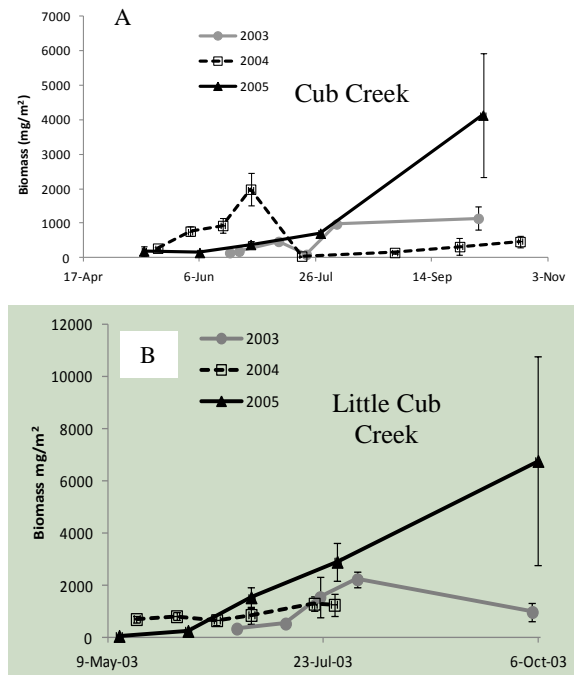 A
2003
2004
2005
Cub Creek
Biomass (mg/m²)
7000
6000
5000
4000
3000
2000
1000
0
17-Apr 6-Jun 26-Jul 14-Sep 3-Nov
B
2003
2004
2005
Little Cub
Creek
Biomass mg/m²
12000
10000
8000
6000
4000
2000
0
9-May-03 23-Jul-03 6-Oct-03